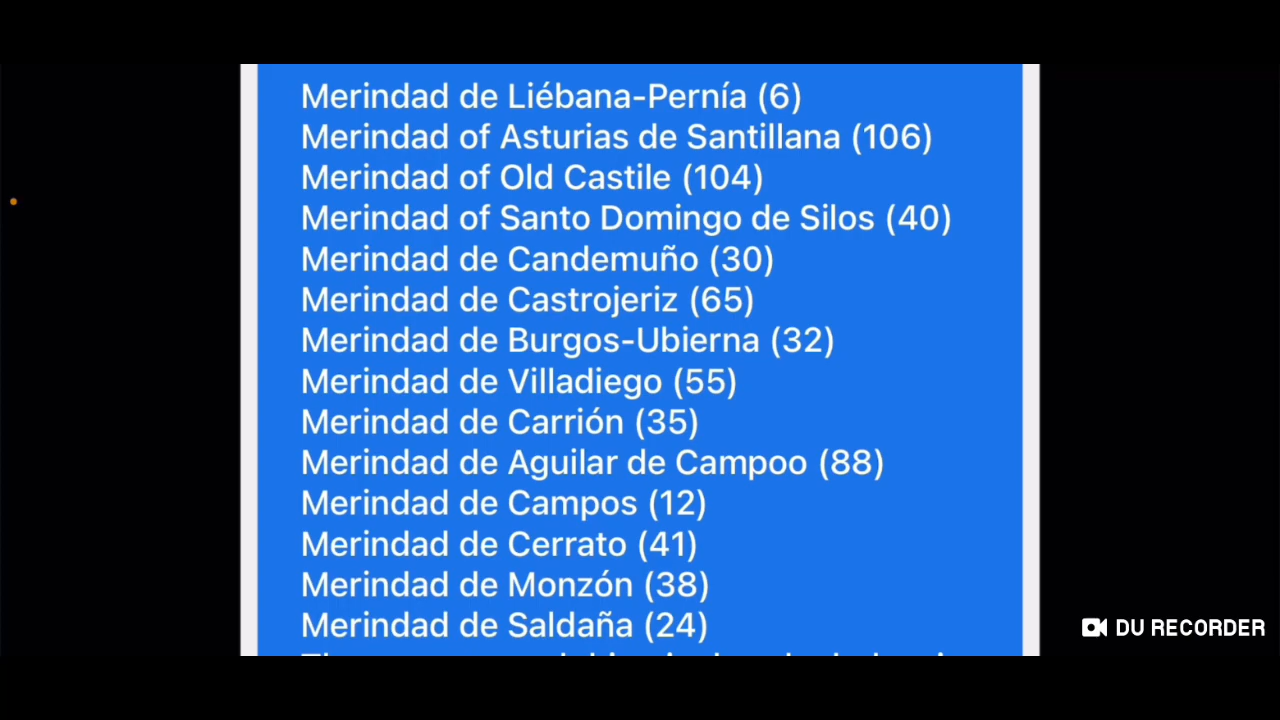 Merindad de Liébana-Pernía (6)
Merindad of Asturias de Santillana (106)
Merindad of Old Castile (104)
Merindad of Santo Domingo de Silos (40)
Merindad de Candemuño (30)
Merindad de Castrojeriz (65)
Merindad de Burgos-Ubierna (32)
Merindad de Villadiego (55)
Merindad de Carrión (35)
Merindad de Aguilar de Campoo (88)
Merindad de Campos (12)
Merindad de Cerrato (41)
Merindad de Monzón (38)
Merindad de Saldaña (24)
DU RECORDER